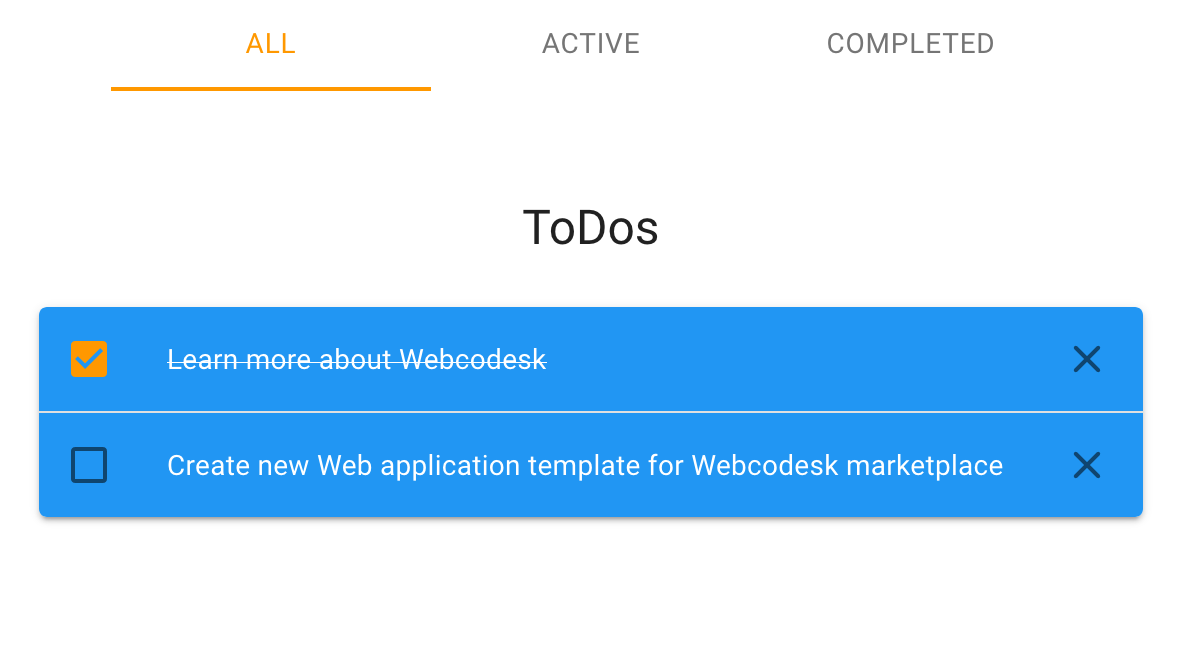 ALL ACTIVE COMPLETED
ToDos
Learn more about Webcodesk
Create new Web application template for Webcodesk marketplace